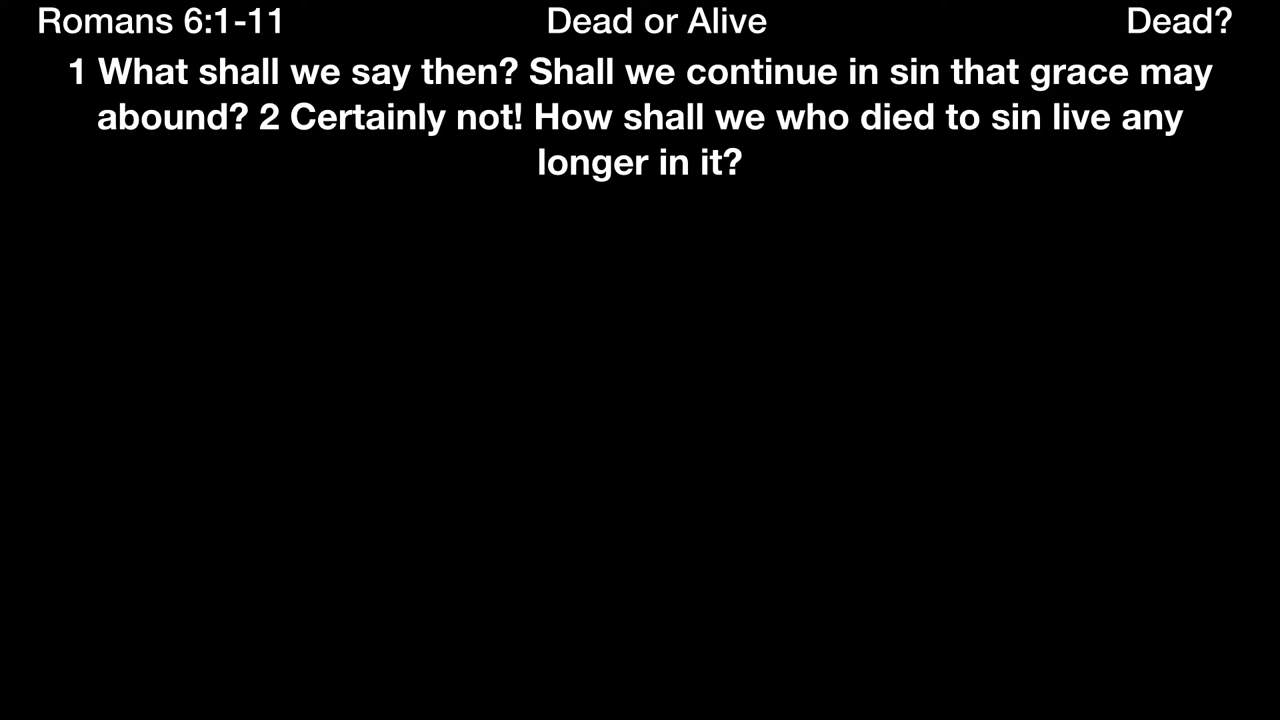 Romans 6:1-11 Dead or Alive Dead?
1 What shall we say then? Shall we continue in sin that grace may
abound? 2 Certainly not! How shall we who died to sin live any
longer in it?